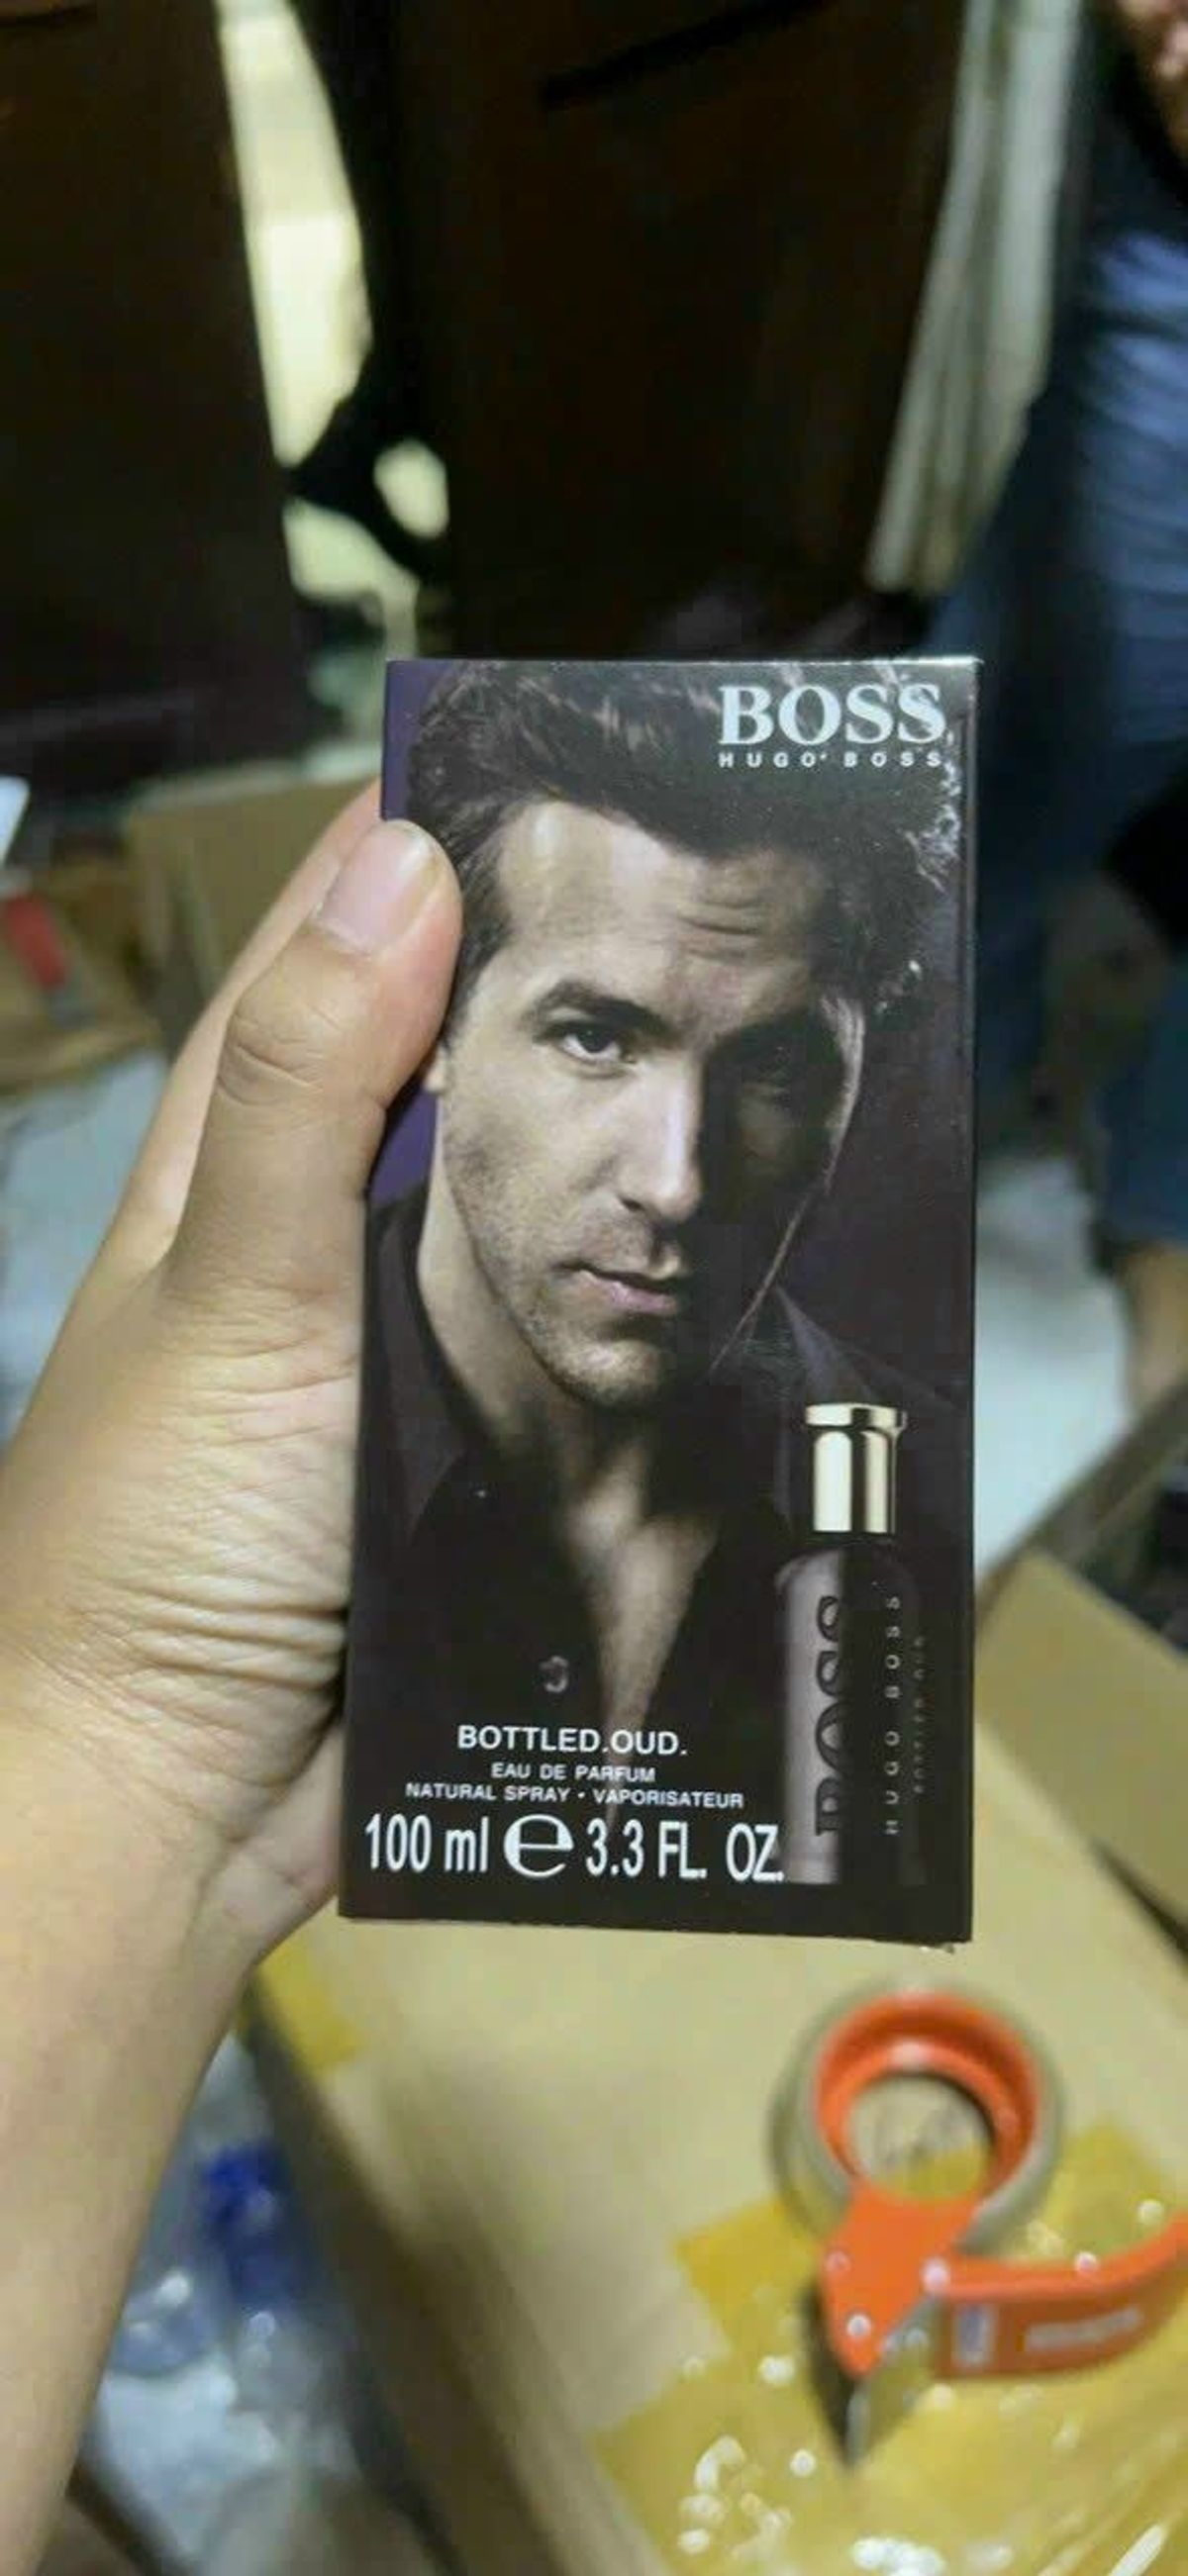 BOSS
HUGO BOSS
BOSS
HUGO BOSS
BOTTLED.OUD.
EAU DE PARFUM
NATURAL SPRAY • VAPORISATEUR
100 ml e 3.3 FL. OZ.